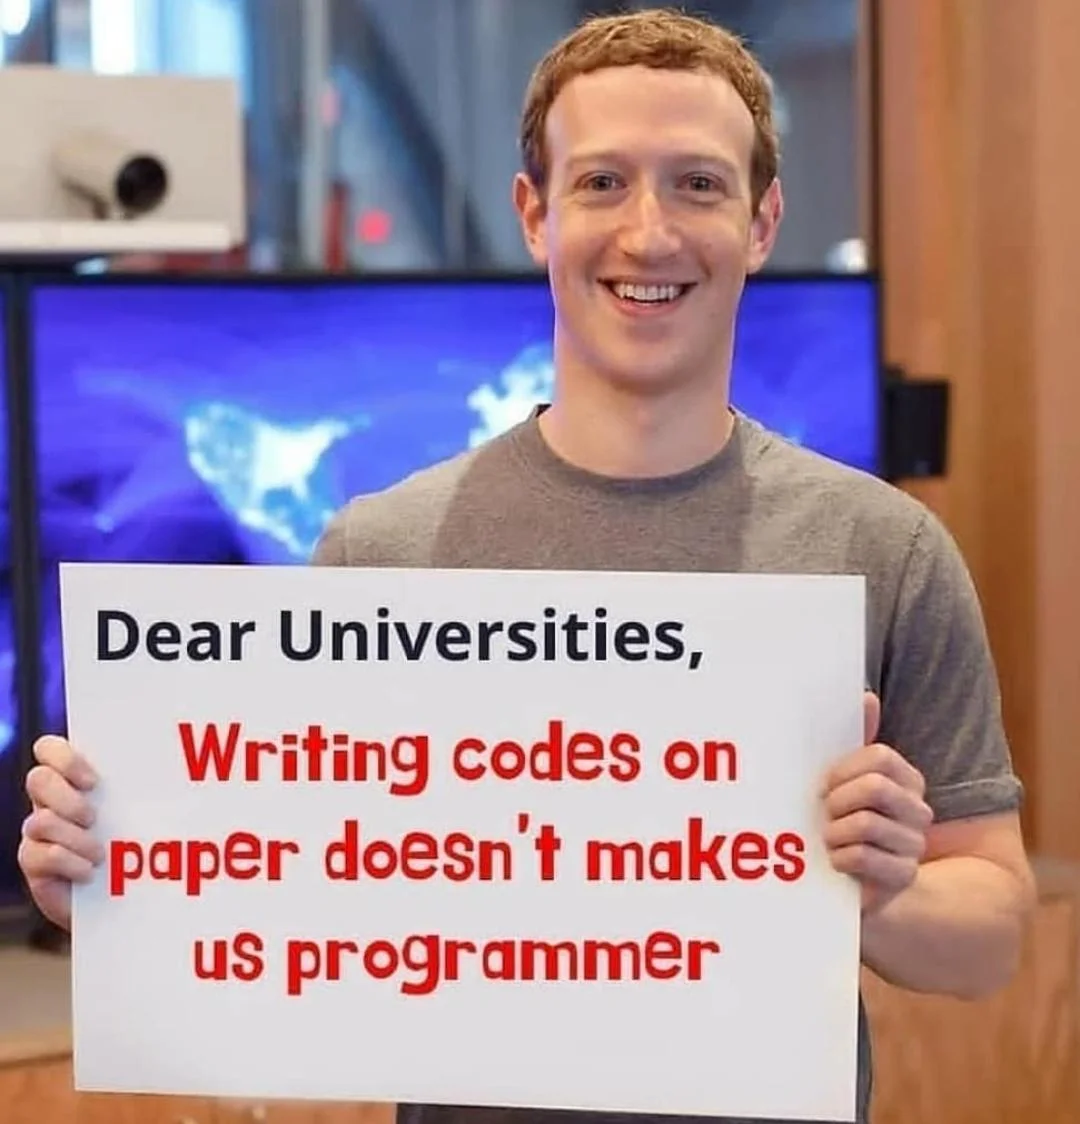 Dear Universities,
Writing codes on
paper doesn't makes
us programmer